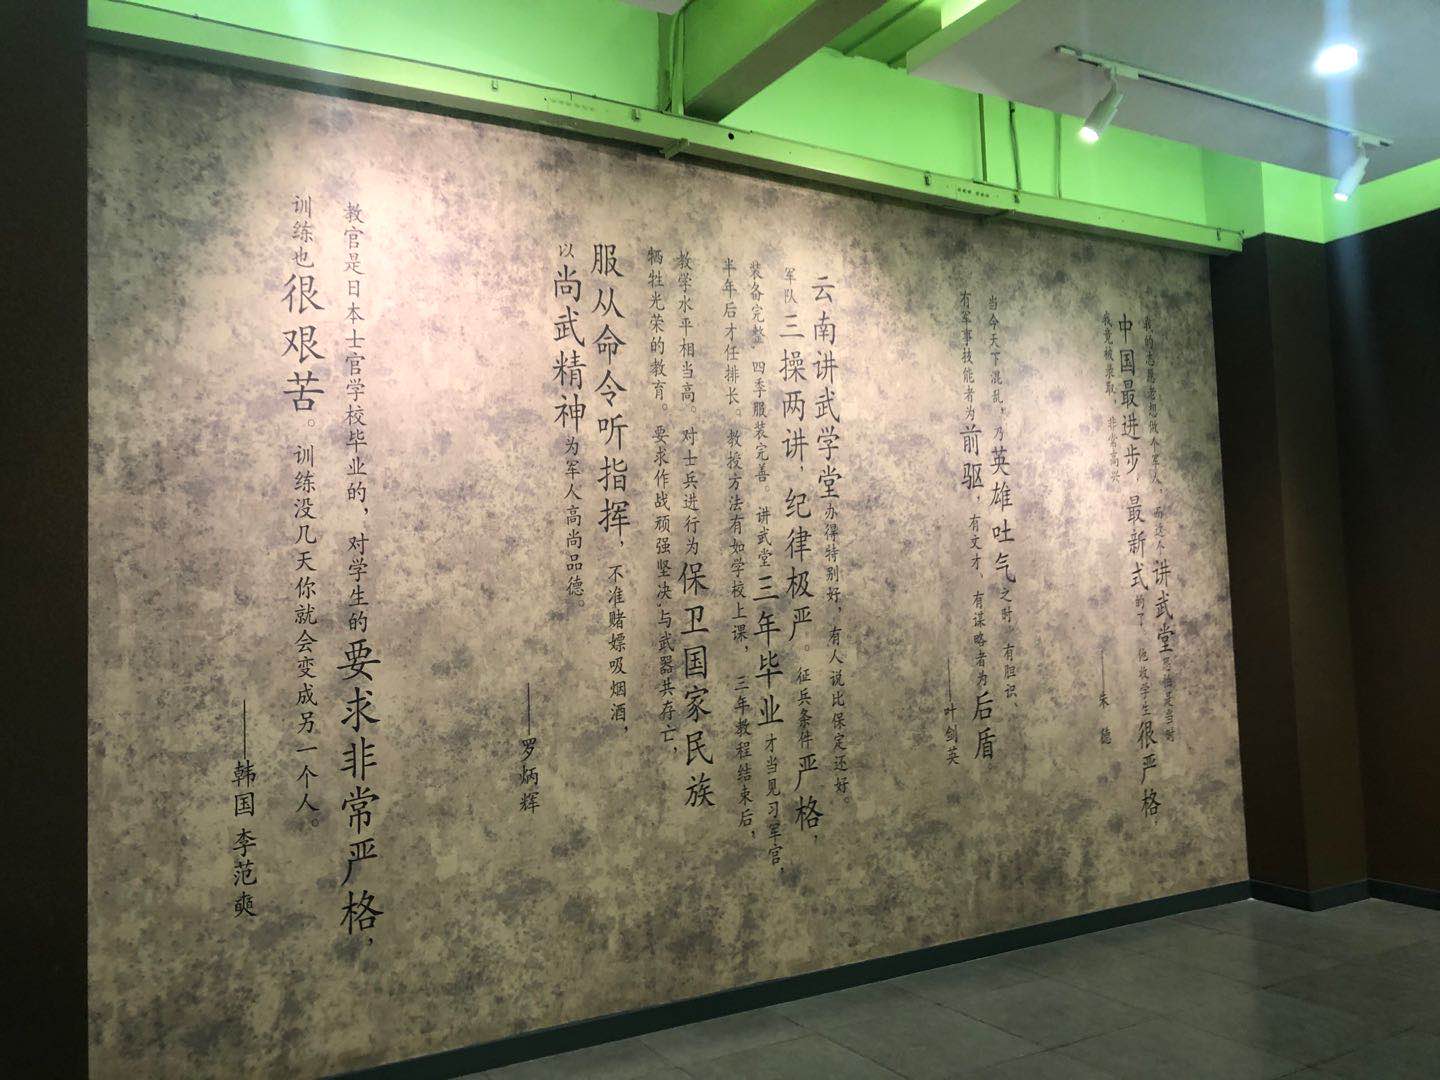 我的志愿老想做个军人，而这个讲武堂恐怕是当时
中国最进步，最新式的了，他收学生很严格，
我竟被录取，非常高兴
——朱 德
当今天下混乱，乃英雄吐气之时，有胆识、
有军事技能者为前驱，有文才、有谋略者为后盾。
——叶剑英
云南讲武学堂办得特别好，有人说比保定还好。
军队三操两讲，纪律极严。征兵条件严格，
装备完整，四季服装完善。讲武堂三年毕业才当见习军官，
半年后才任排长。教授方法有如学校上课，三年教程结束后，
教学水平相当高。对士兵进行为保卫国家民族
牺牲光荣的教育。要求作战顽强坚决，与武器共存亡，
服从命令听指挥，不准赌嫖吸烟酒，
以尚武精神为军人高尚品德。
——罗炳辉
教官是日本士官学校毕业的，对学生的要求非常严格，
训练也很艰苦。训练没几天你就会变成另一个人。
——韩国 李范奭